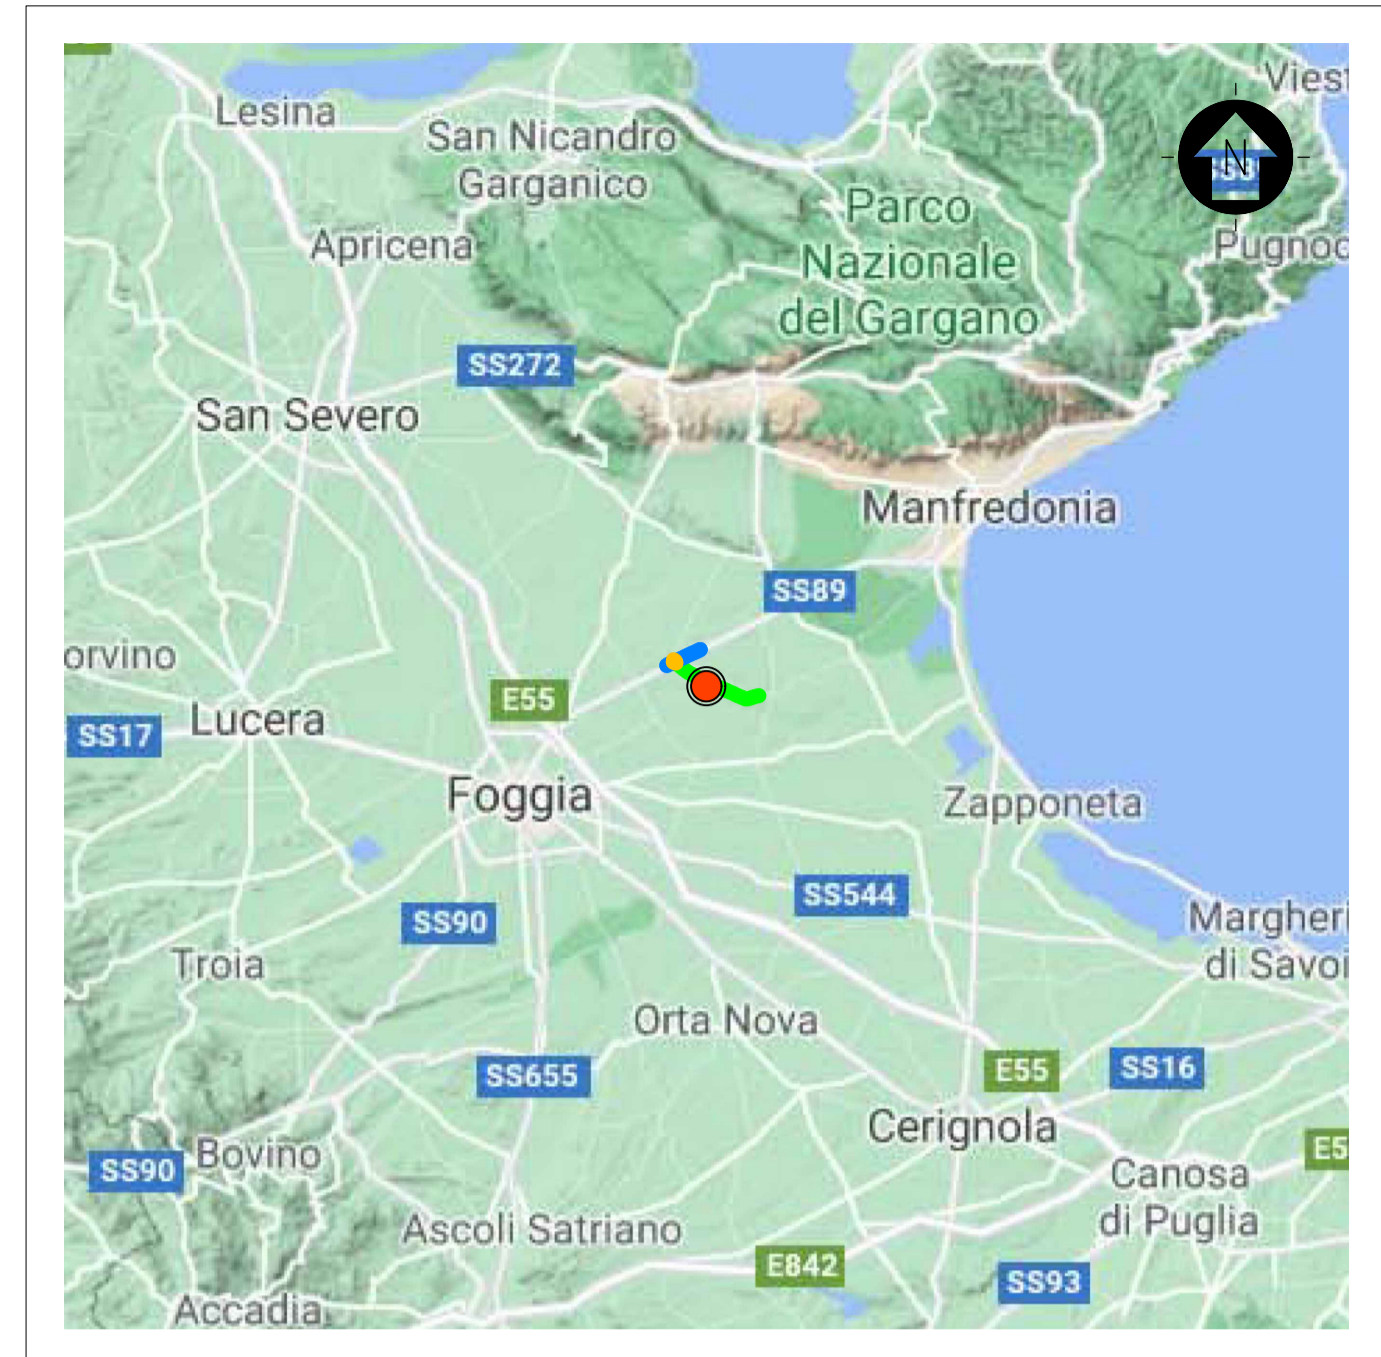 Lesina
San Nicandro
Garganico
Viest
N
Parco
Nazionale
del Gargano
Apricena
Pugnoc
SS272
San Severo
Manfredonia
SS89
orvino
E55
Lucera
SS17
Foggia
Zapponeta
SS544
SS90
Margheri
di Savoi
Troia
Orta Nova
SS655
E55
SS16
Cerignola
E5
Bovino
SS90
Canosa
di Puglia
Ascoli Satriano
E842
SS93
Accadia